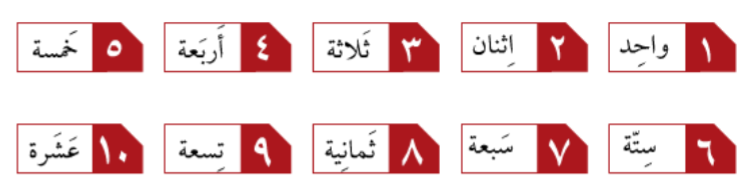 ١ واحِد ٢ اِثنان ٣ ثَلاثة ٤ أَربَعة ٥ خَمسة
٦ سِتّة ٧ سَبعة ٨ ثَمانِية ٩ تِسعة ١٠ عَشَرة